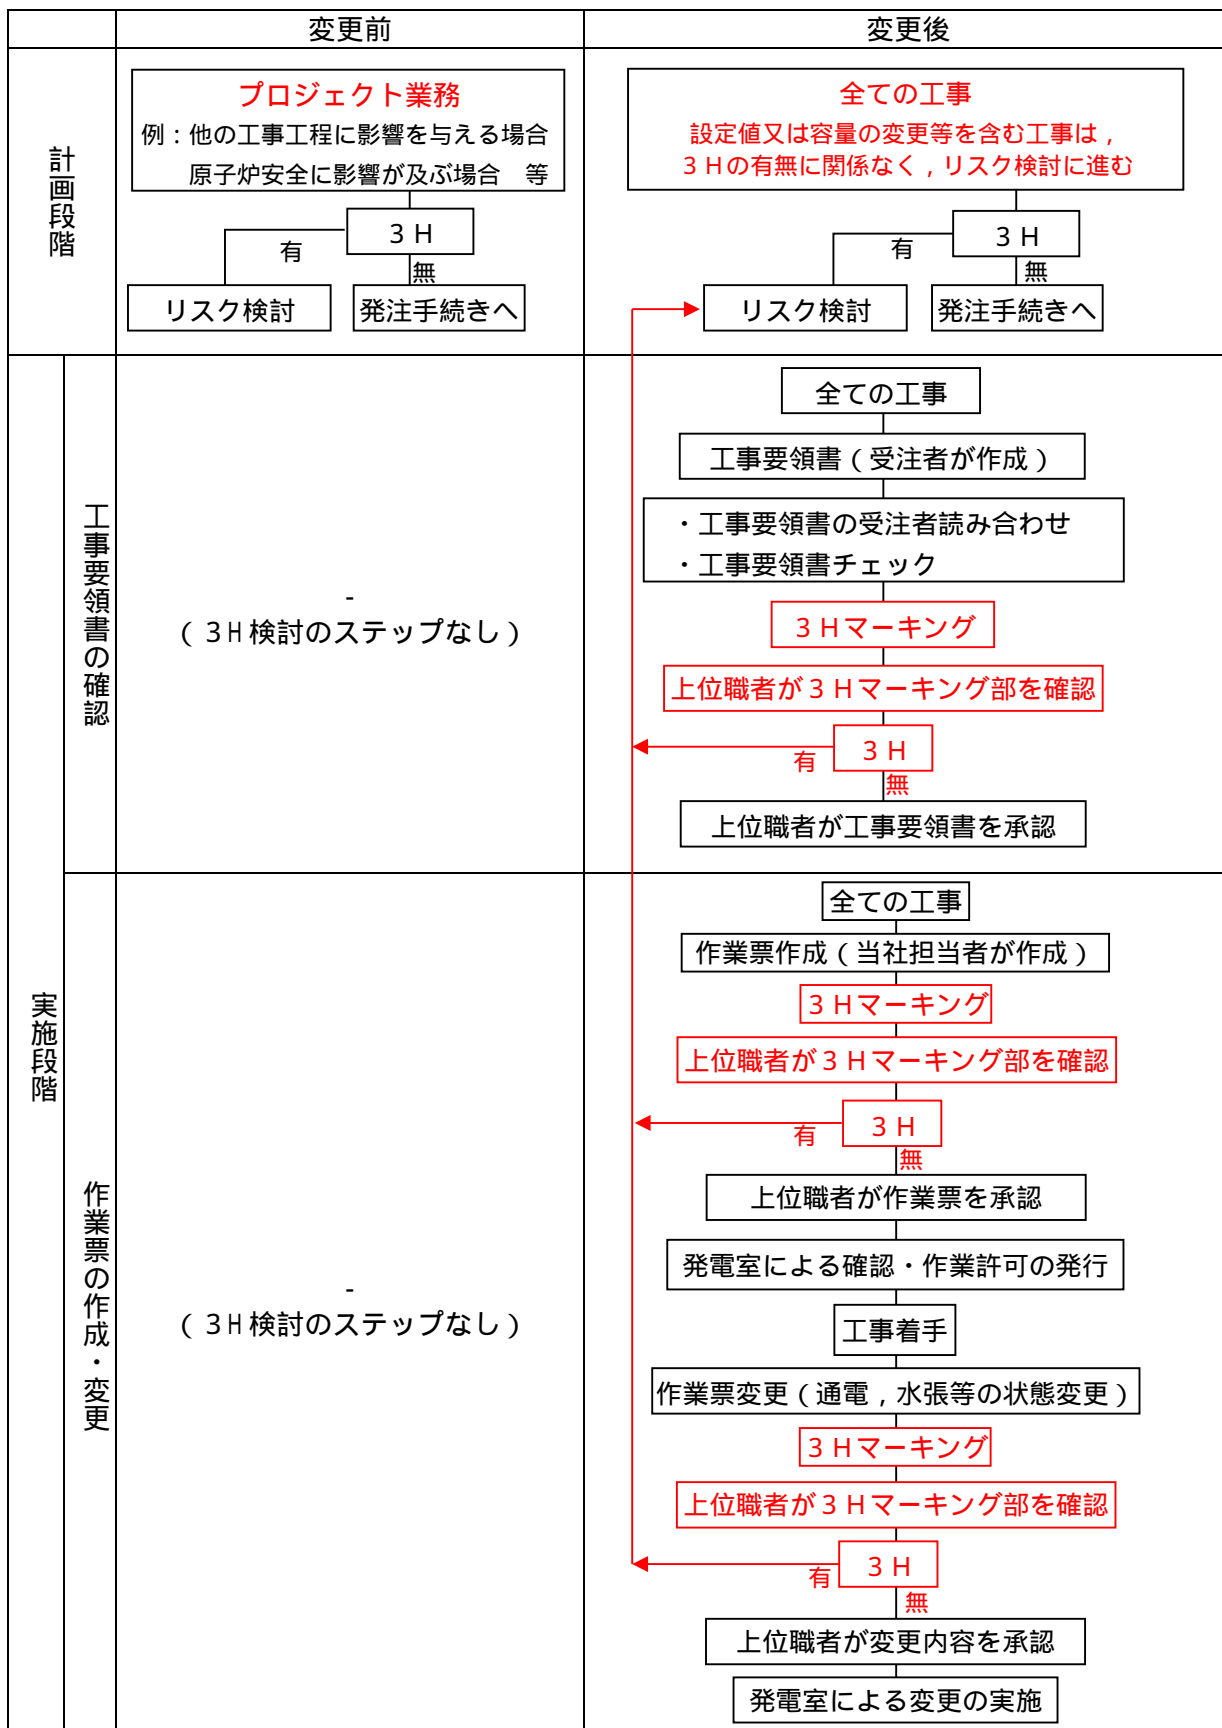 変更前
変更後
計画段階
プロジェクト業務
例：他の工事工程に影響を与える場合
原子炉安全に影響が及ぶ場合　等
３Ｈ
有
無
リスク検討
発注手続きへ
全ての工事
設定値又は容量の変更等を含む工事は，
３Ｈの有無に関係なく，リスク検討に進む
３Ｈ
有
無
リスク検討
発注手続きへ
実施段階
工事要領書の確認
-
（３Ｈ検討のステップなし）
全ての工事
工事要領書（受注者が作成）
・工事要領書の受注者読み合わせ
・工事要領書チェック
３Ｈマーキング
上位職者が３Ｈマーキング部を確認
３Ｈ
有
無
上位職者が工事要領書を承認
作業票の作成・変更
-
（３Ｈ検討のステップなし）
全ての工事
作業票作成（当社担当者が作成）
３Ｈマーキング
上位職者が３Ｈマーキング部を確認
３Ｈ
有
無
上位職者が作業票を承認
発電室による確認・作業許可の発行
工事着手
作業票変更（通電，水張等の状態変更）
３Ｈマーキング
上位職者が３Ｈマーキング部を確認
３Ｈ
有
無
上位職者が変更内容を承認
発電室による変更の実施